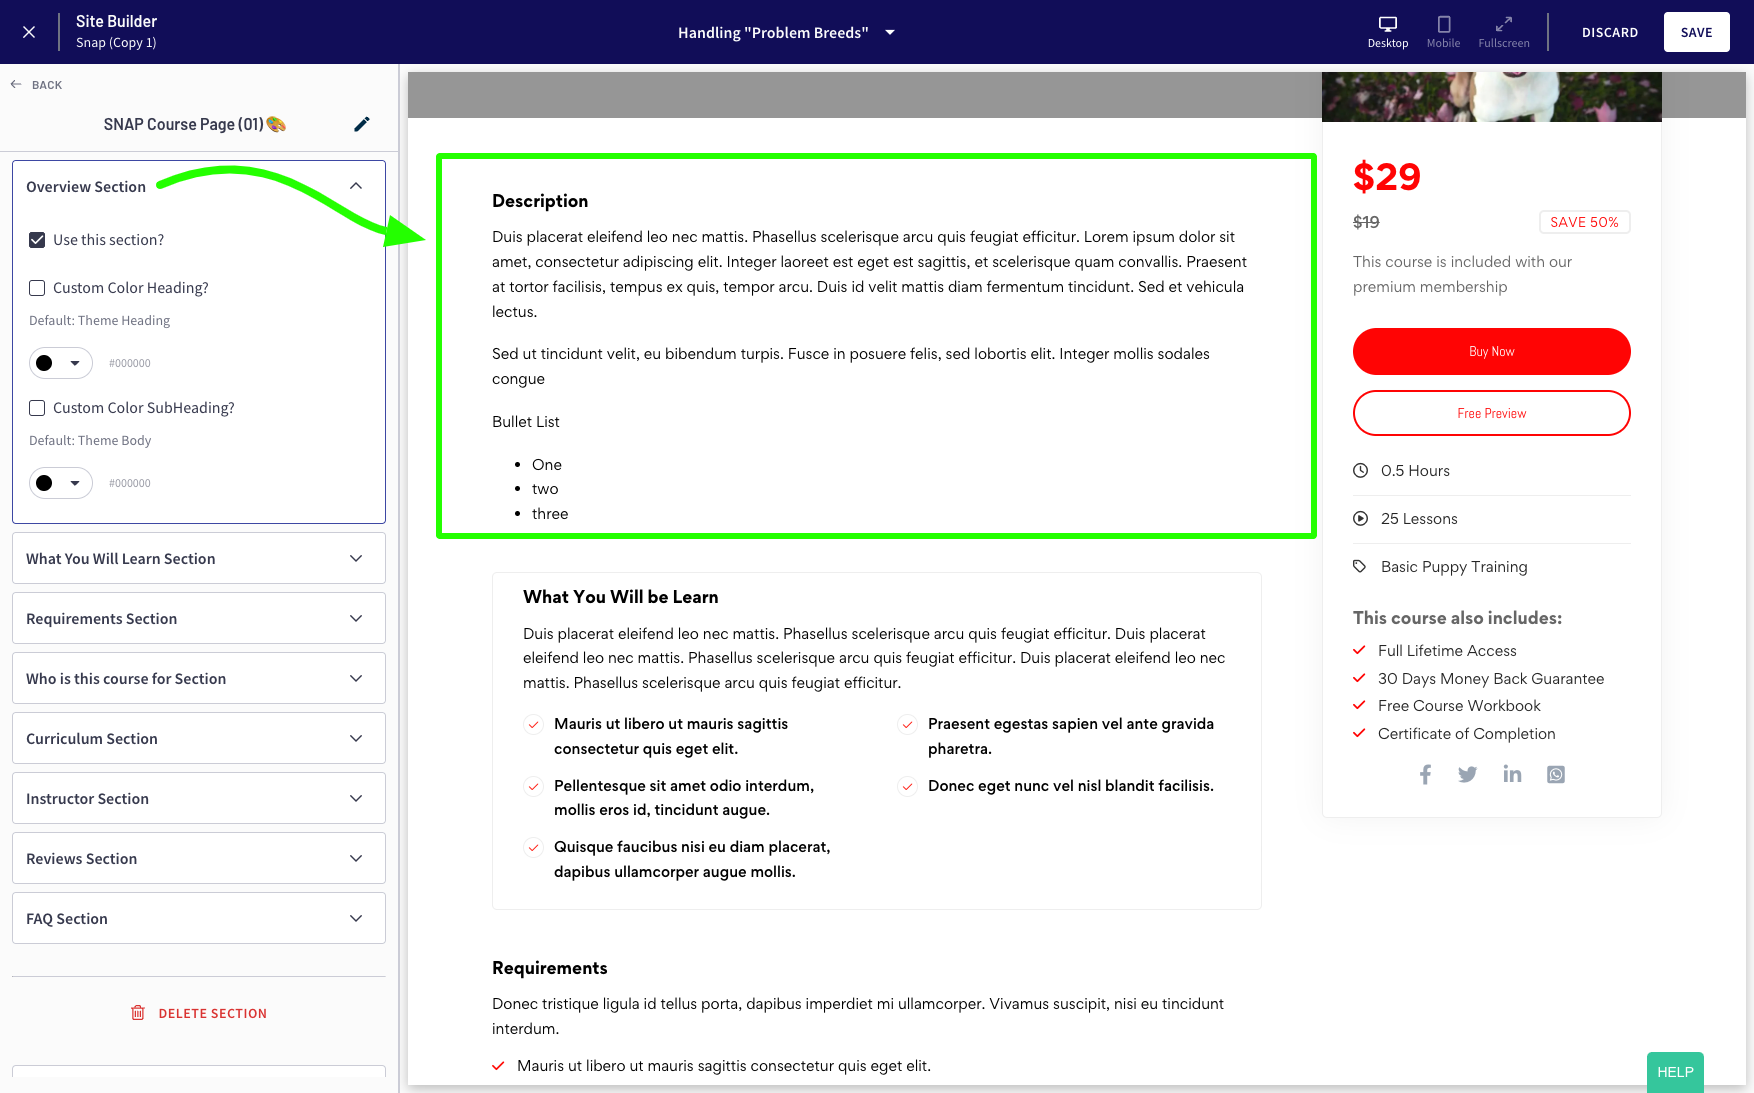 Site Builder
Snap (Copy 1)
Handling "Problem Breeds"
Desktop
Mobile
Fullscreen
DISCARD
SAVE
BACK
SNAP Course Page (01)🎨
Overview Section
Use this section?
Custom Color Heading?
Default: Theme Heading
#000000
Custom Color SubHeading?
Default: Theme Body
#000000
What You Will Learn Section
Requirements Section
Who is this course for Section
Curriculum Section
Instructor Section
Reviews Section
FAQ Section
DELETE SECTION
Description
Duis placerat eleifend leo nec mattis. Phasellus scelerisque arcu quis feugiat efficitur. Lorem ipsum dolor sit
amet, consectetur adipiscing elit. Integer laoreet est eget est sagittis, et scelerisque quam convallis. Praesent
at tortor facilisis, tempus ex quis, tempor arcu. Duis id velit mattis diam fermentum tincidunt. Sed et vehicula
lectus.
Sed ut tincidunt velit, eu bibendum turpis. Fusce in posuere felis, sed lobortis elit. Integer mollis sodales
congue
Bullet List
• One
• two
• three
What You Will be Learn
Duis placerat eleifend leo nec mattis. Phasellus scelerisque arcu quis feugiat efficitur. Duis placerat
eleifend leo nec mattis. Phasellus scelerisque arcu quis feugiat efficitur. Duis placerat eleifend leo nec
mattis. Phasellus scelerisque arcu quis feugiat efficitur.
Mauris ut libero ut mauris sagittis
consectetur quis eget elit.
Praesent egestas sapien vel ante gravida
pharetra.
Pellentesque sit amet odio interdum,
mollis eros id, tincidunt augue.
Donec eget nunc vel nisl blandit facilisis.
Quisque faucibus nisi eu diam placerat,
dapibus ullamcorper augue mollis.
Requirements
Donec tristique ligula id tellus porta, dapibus imperdiet mi ullamcorper. Vivamus suscipit, nisi eu tincidunt
interdum.
Mauris ut libero ut mauris sagittis consectetur quis eget elit.
$29
$19
SAVE 50%
This course is included with our
premium membership
Buy Now
Free Preview
0.5 Hours
25 Lessons
Basic Puppy Training
This course also includes:
Full Lifetime Access
30 Days Money Back Guarantee
Free Course Workbook
Certificate of Completion
HELP